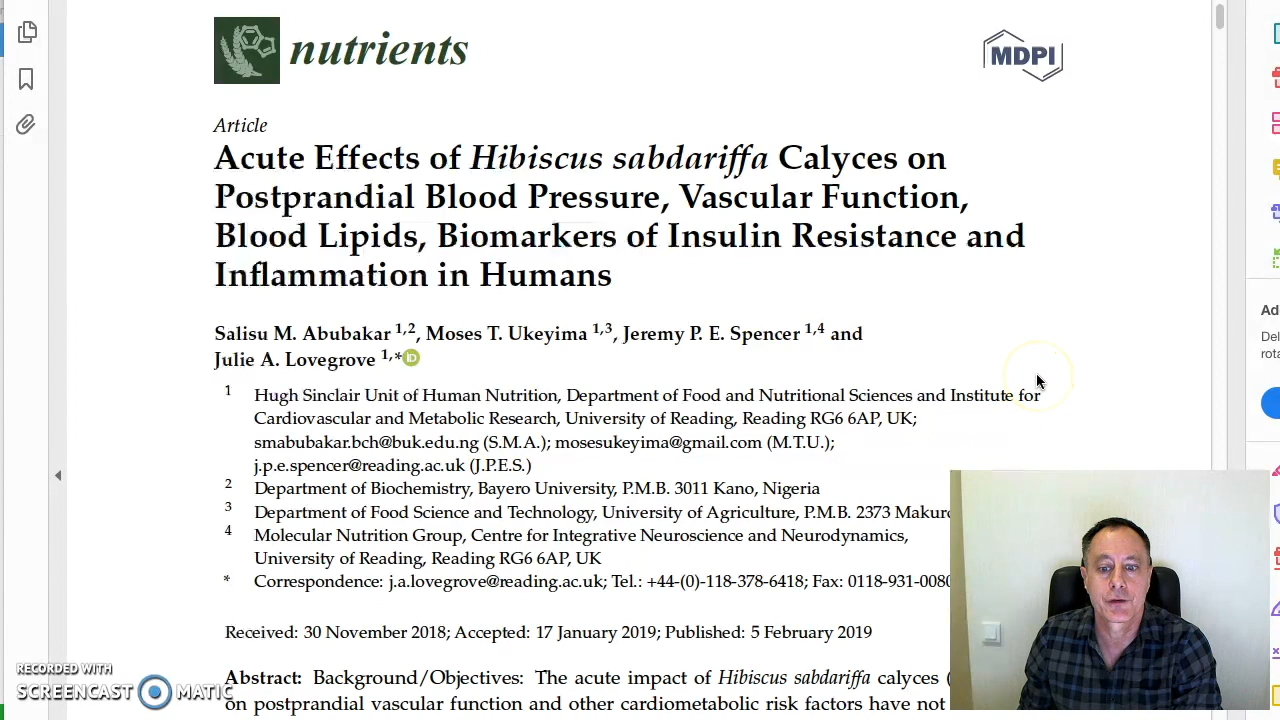 nutrients
MDPI
Article
Acute Effects of Hibiscus sabdariffa Calyces on
Postprandial Blood Pressure, Vascular Function,
Blood Lipids, Biomarkers of Insulin Resistance and
Inflammation in Humans
Salisu M. Abubakar 1,2, Moses T. Ukeyima 1,3, Jeremy P. E. Spencer 1,4 and
Julie A. Lovegrove 1,* iD
1 Hugh Sinclair Unit of Human Nutrition, Department of Food and Nutritional Sciences and Institute for
Cardiovascular and Metabolic Research, University of Reading, Reading RG6 6AP, UK;
smabubakar.bch@buk.edu.ng (S.M.A.); mosesukeyima@gmail.com (M.T.U.);
j.p.e.spencer@reading.ac.uk (J.P.E.S.)
2 Department of Biochemistry, Bayero University, P.M.B. 3011 Kano, Nigeria
3 Department of Food Science and Technology, University of Agriculture, P.M.B. 2373
4 Molecular Nutrition Group, Centre for Integrative Neuroscience and Neurodynamics,
University of Reading, Reading RG6 6AP, UK
* Correspondence: j.a.lovegrove@reading.ac.uk; Tel.: +44-(0)-118-378-6418; Fax: 0118-931-0080
Received: 30 November 2018; Accepted: 17 January 2019; Published: 5 February 2019
Abstract: Background/Objectives: The acute impact of Hibiscus sabdariffa calyces (
on postprandial vascular function and other cardiometabolic risk factors have not
RECORDED WITH
SCREENCAST MATIC